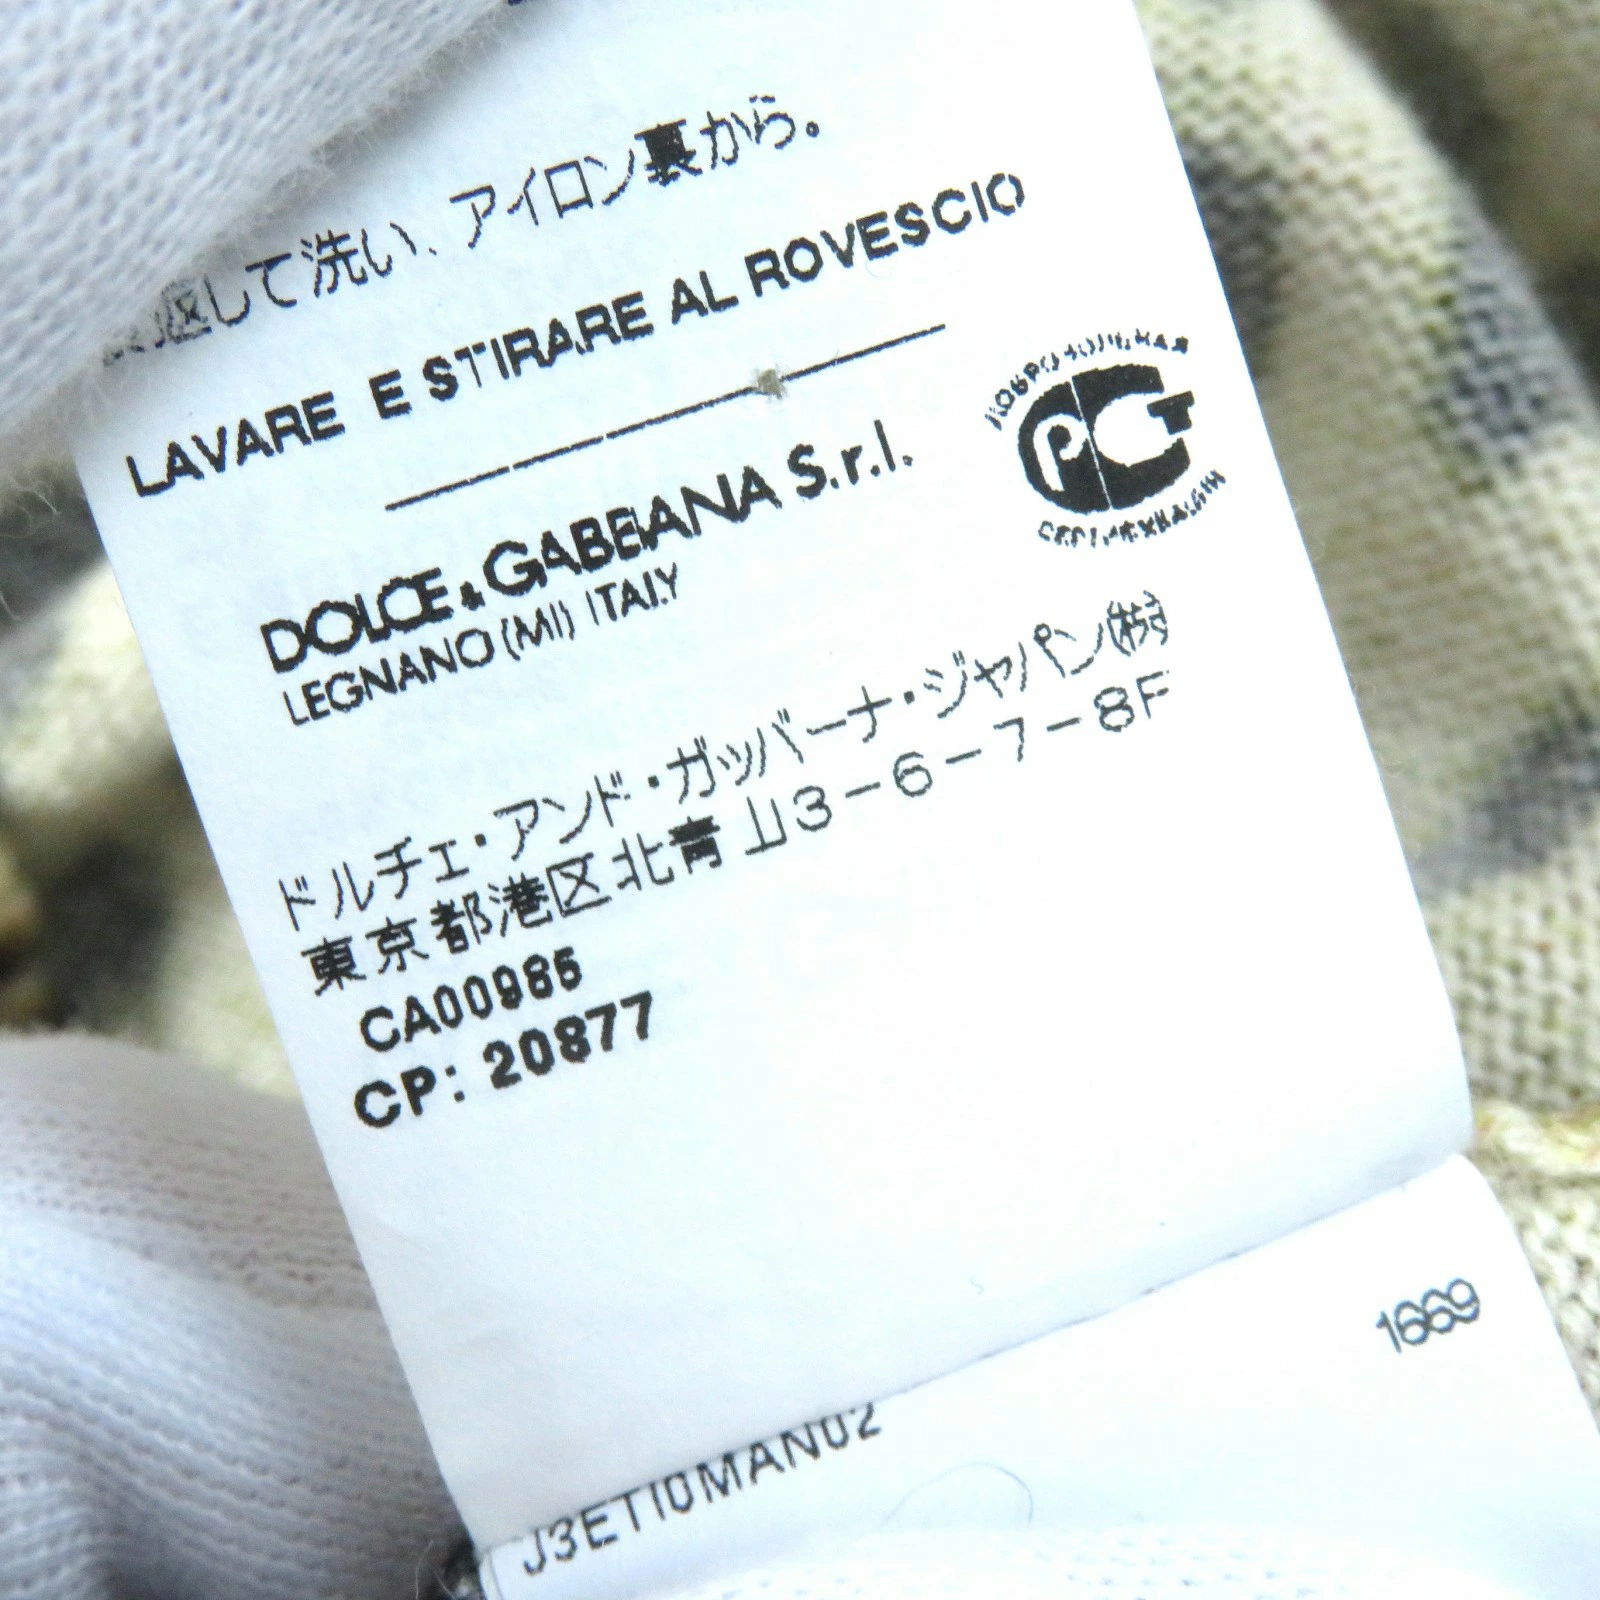 返して洗い、アイロン裏から。
LAVARE E STIRARE AL ROVESCIO
DOLCE & GABBANA S.r.l.
LEGNANO (MI) ITALY
PCT
ドルチェ・アンド・ガッバーナ・ジャパン㈱
東京都港区北青山3-6-7-8F
CA00985
CP: 20877
1669
J3ET10MAN02